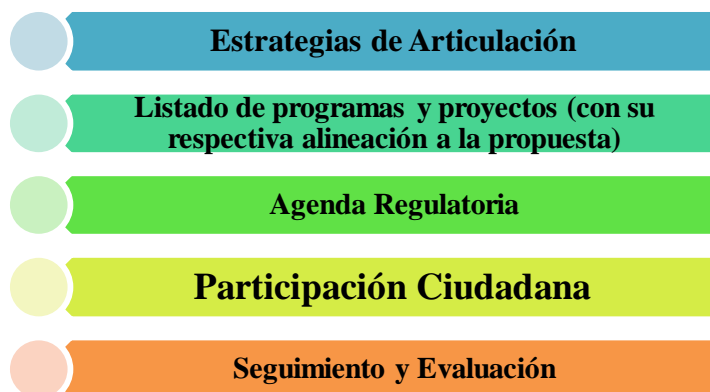 Estrategias de Articulación
Listado de programas y proyectos (con su
respectiva alineación a la propuesta)
Agenda Regulatoria
Participación Ciudadana
Seguimiento y Evaluación